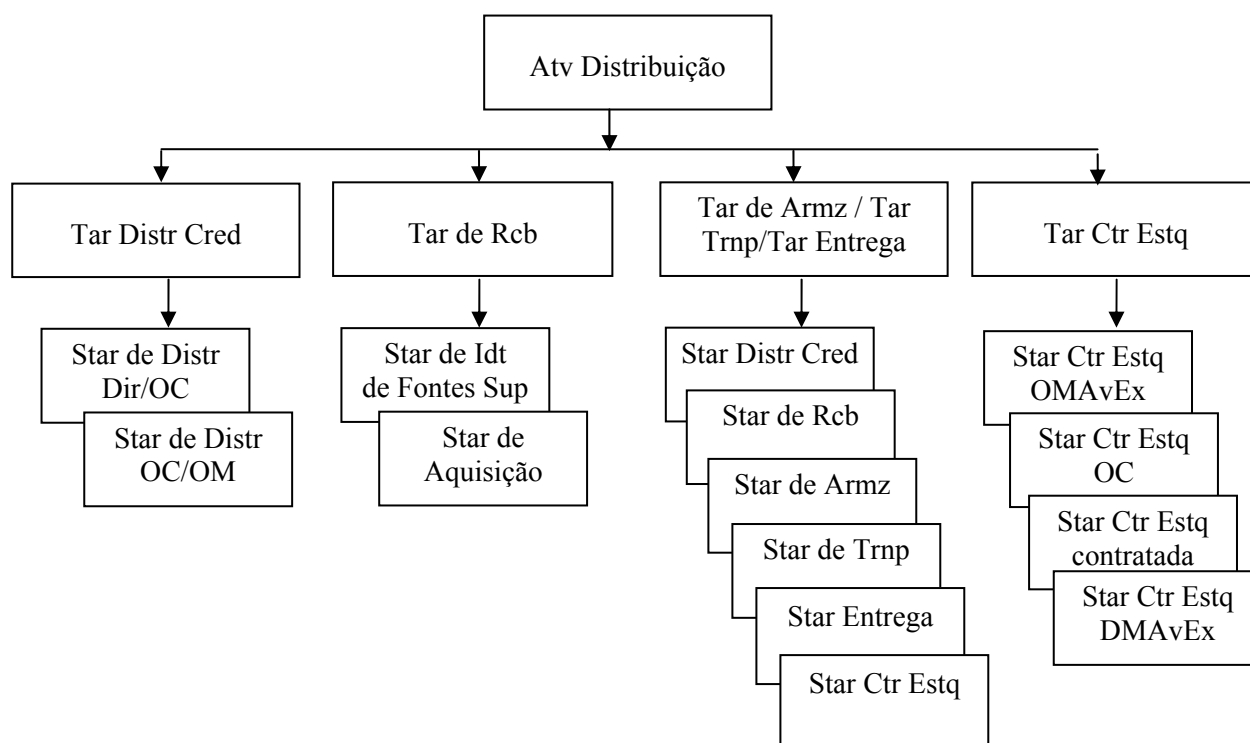 Atv Distribuição
Tar Distr Cred
Tar de Rcb
Tar de Armz / Tar
Trnp/Tar Entrega
Tar Ctr Estq
Star de Distr
Dir/OC
Star de Distr
OC/OM
Star de Idt
de Fontes Sup
Star de
Aquisição
Star Distr Cred
Star de Rcb
Star de Armz
Star de Trnp
Star Entrega
Star Ctr Estq
Star Ctr Estq
OMAvEx
Star Ctr Estq
OC
Star Ctr Estq
contratada
Star Ctr Estq
DMAvEx